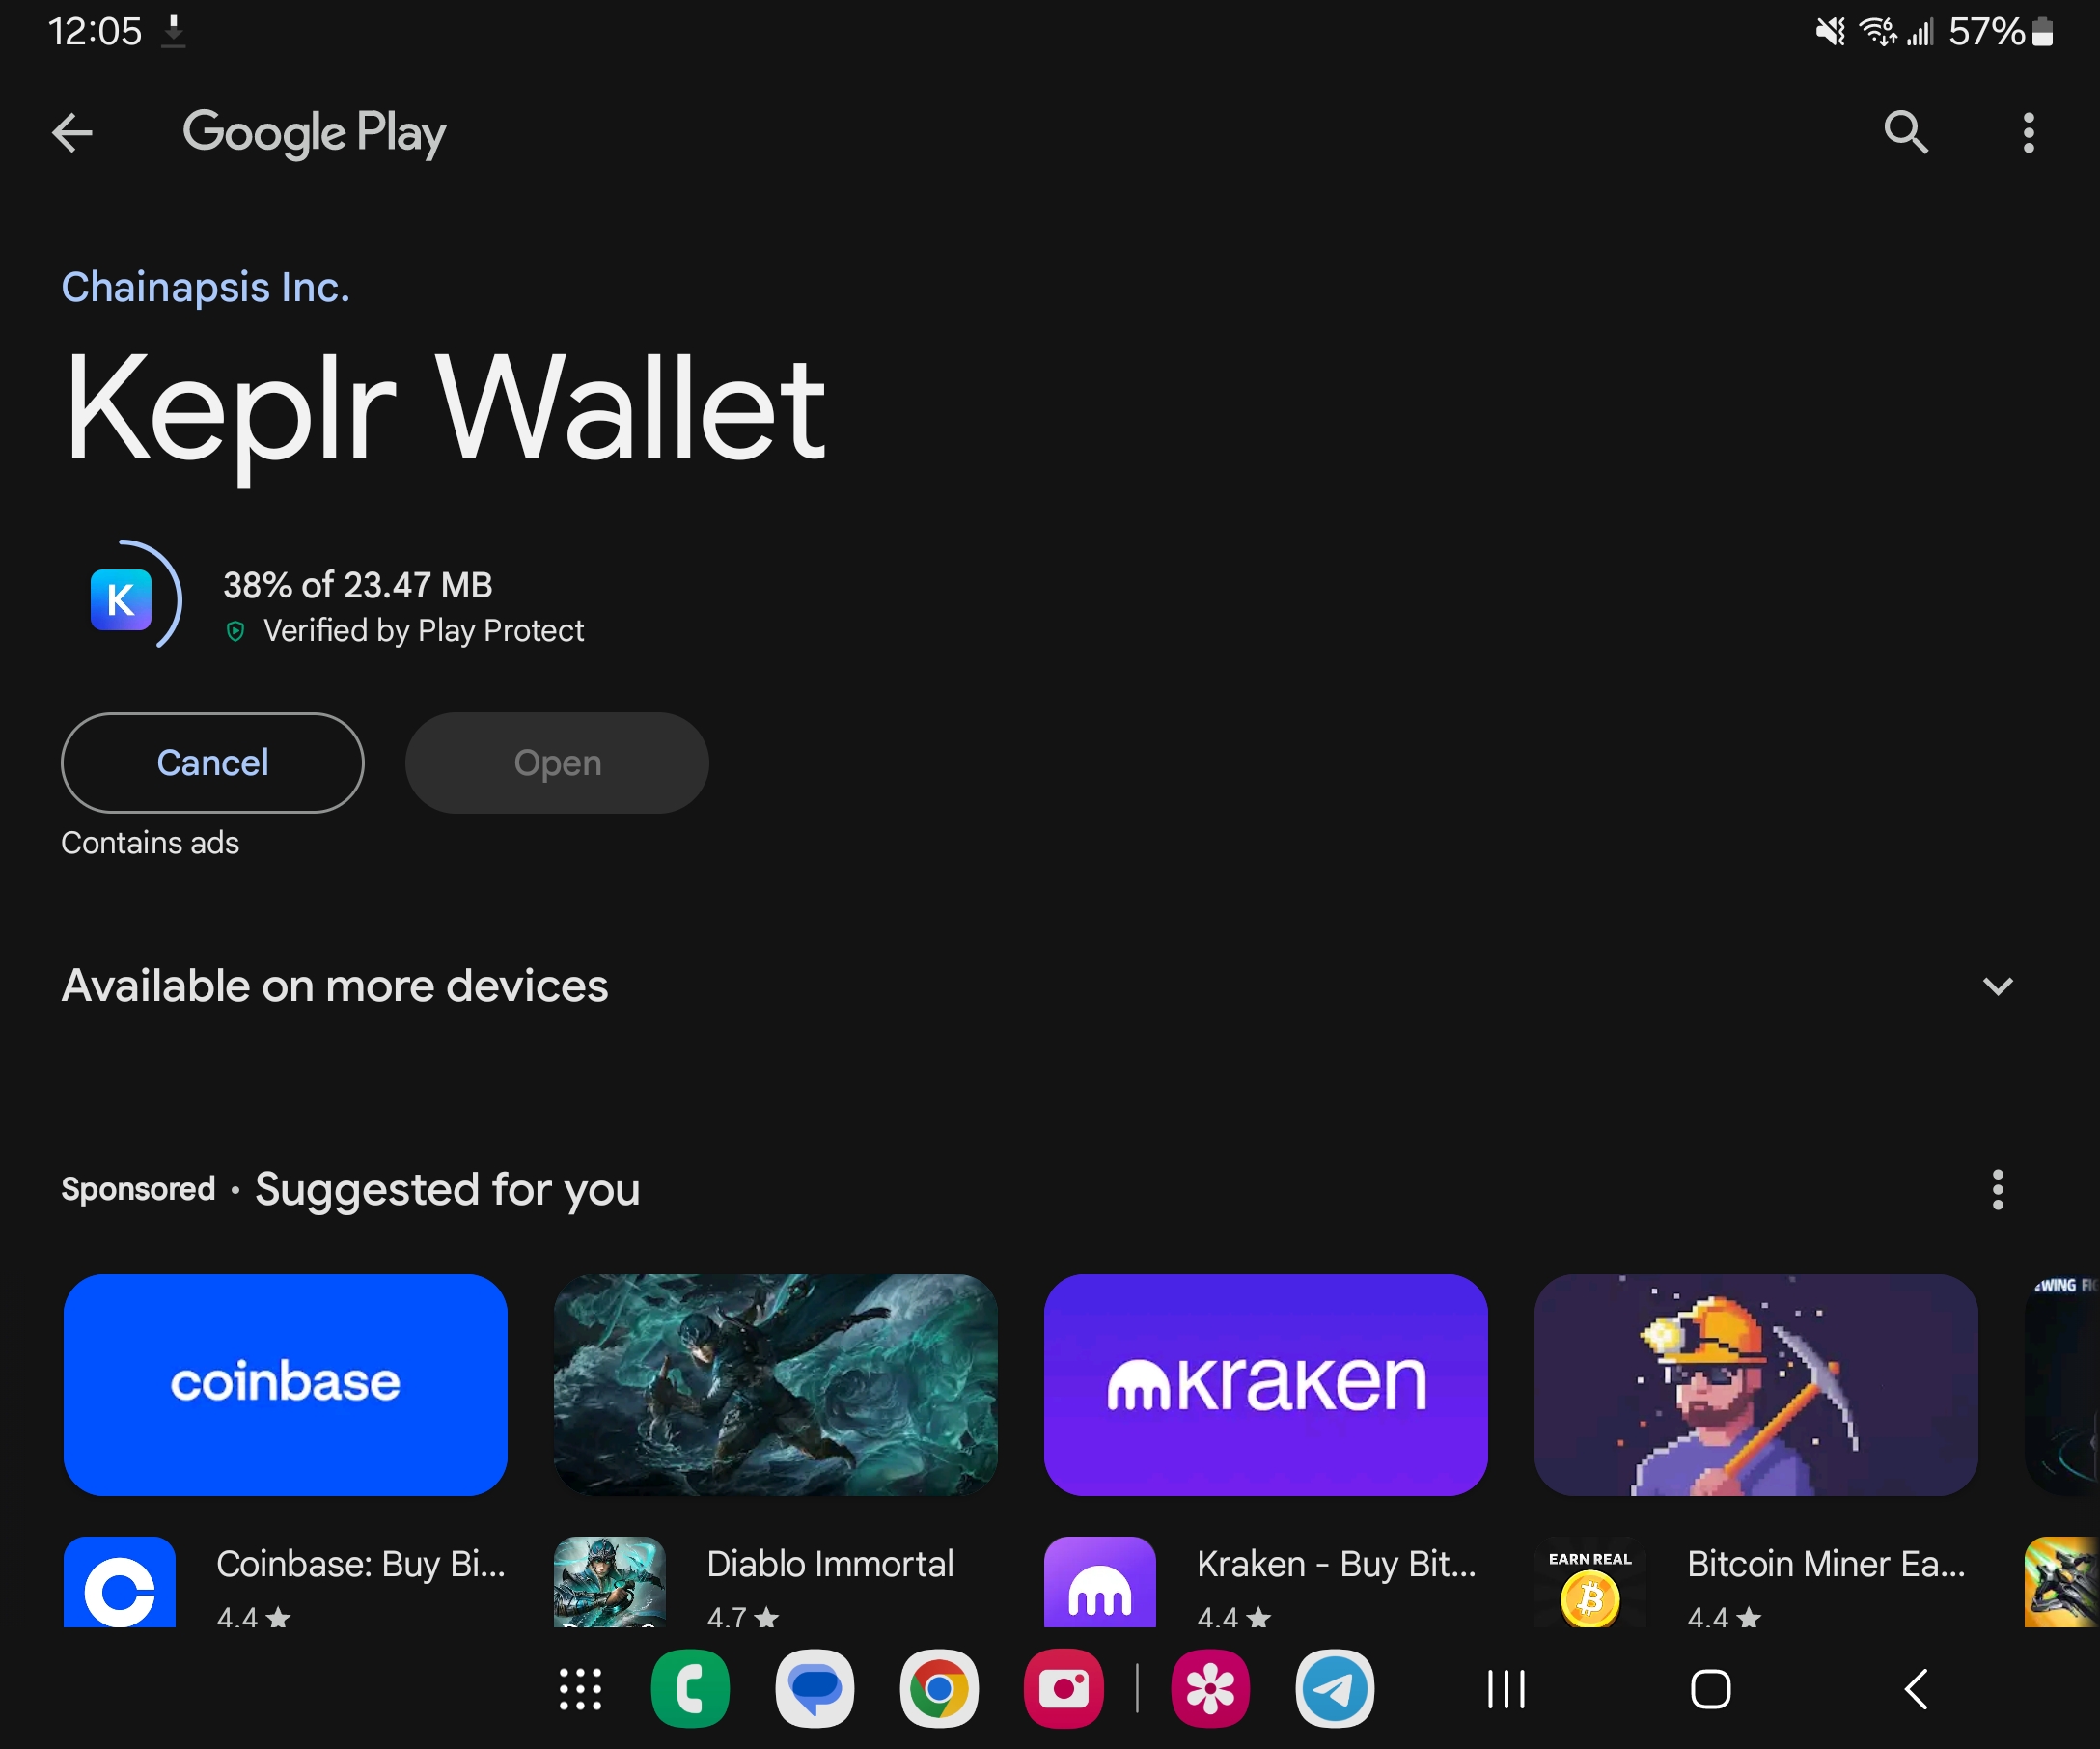 12:05
57%
Google Play
Chainapsis Inc.
Keplr Wallet
K
38% of 23.47 MB
Verified by Play Protect
Cancel
Open
Contains ads
Available on more devices
Sponsored • Suggested for you
coinbase
kraken
Coinbase: Buy Bi...
4.4★
Diablo Immortal
4.7★
Kraken - Buy Bit...
4.4★
EARN REAL
Bitcoin Miner Ea...
4.4★